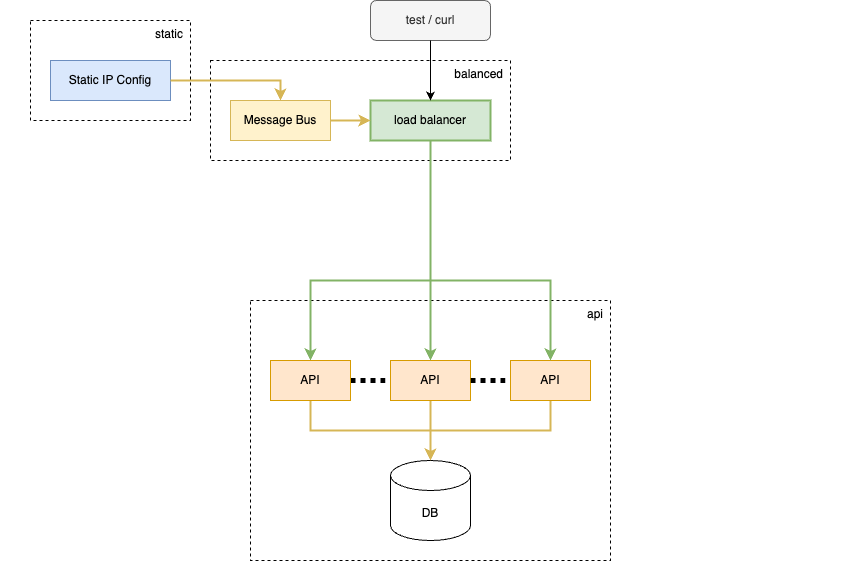 test / curl
static
balanced
Static IP Config
Message Bus
load balancer
api
API
API
API
DB